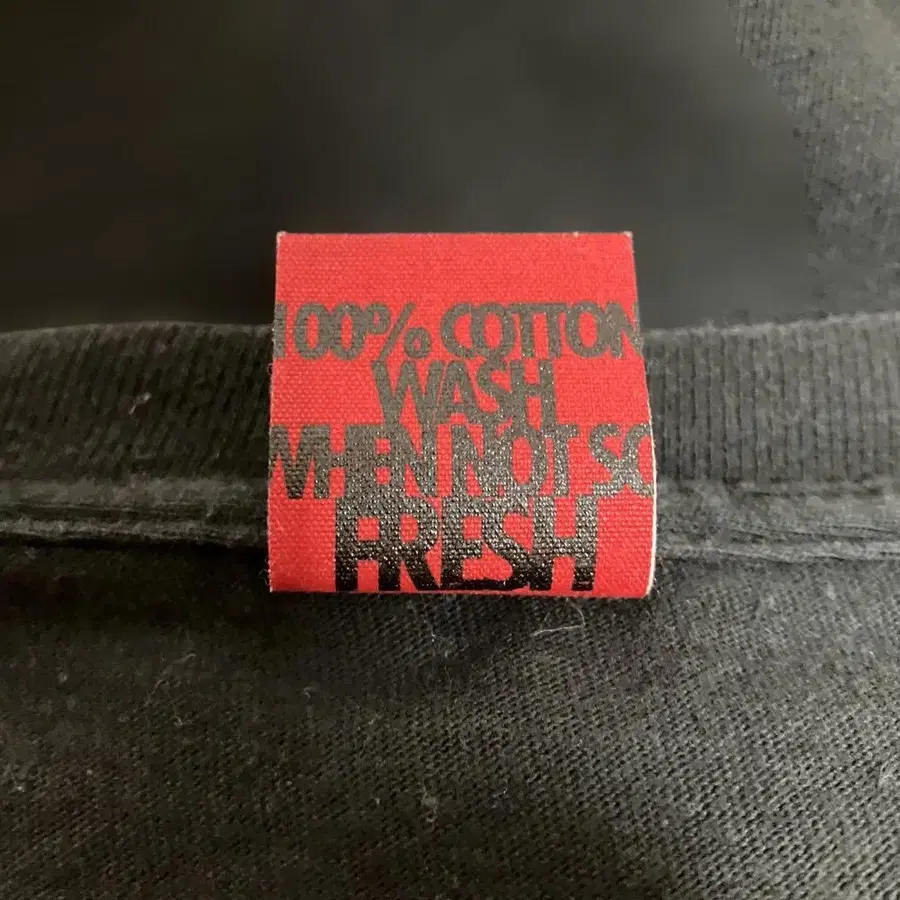 100% COTTON
WASH
WHEN NOT SO
FRESH